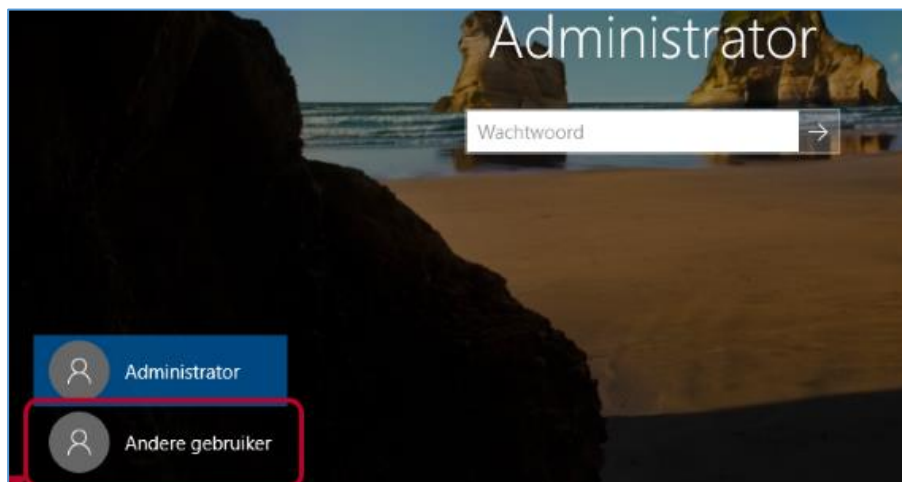 Administrator
Wachtwoord
Administrator
Andere gebruiker